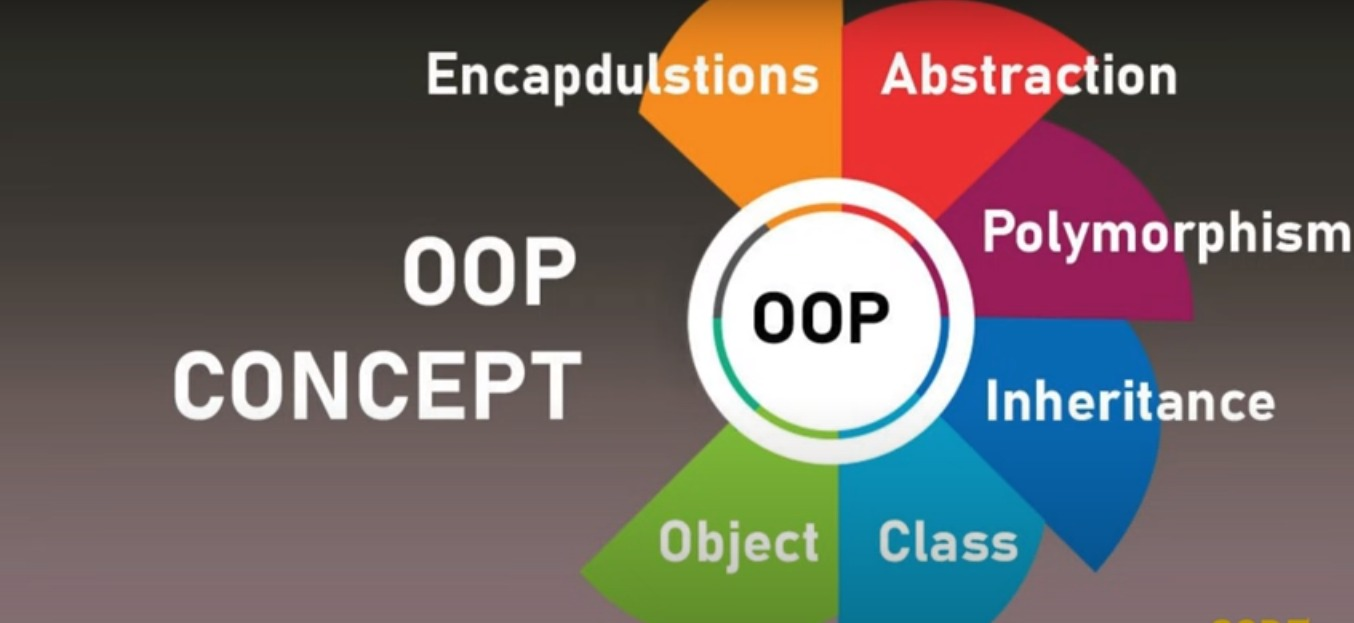 Encapdulstions
Abstraction
Polymorphism
OOP
CONCEPT
OOP
Inheritance
Object
Class